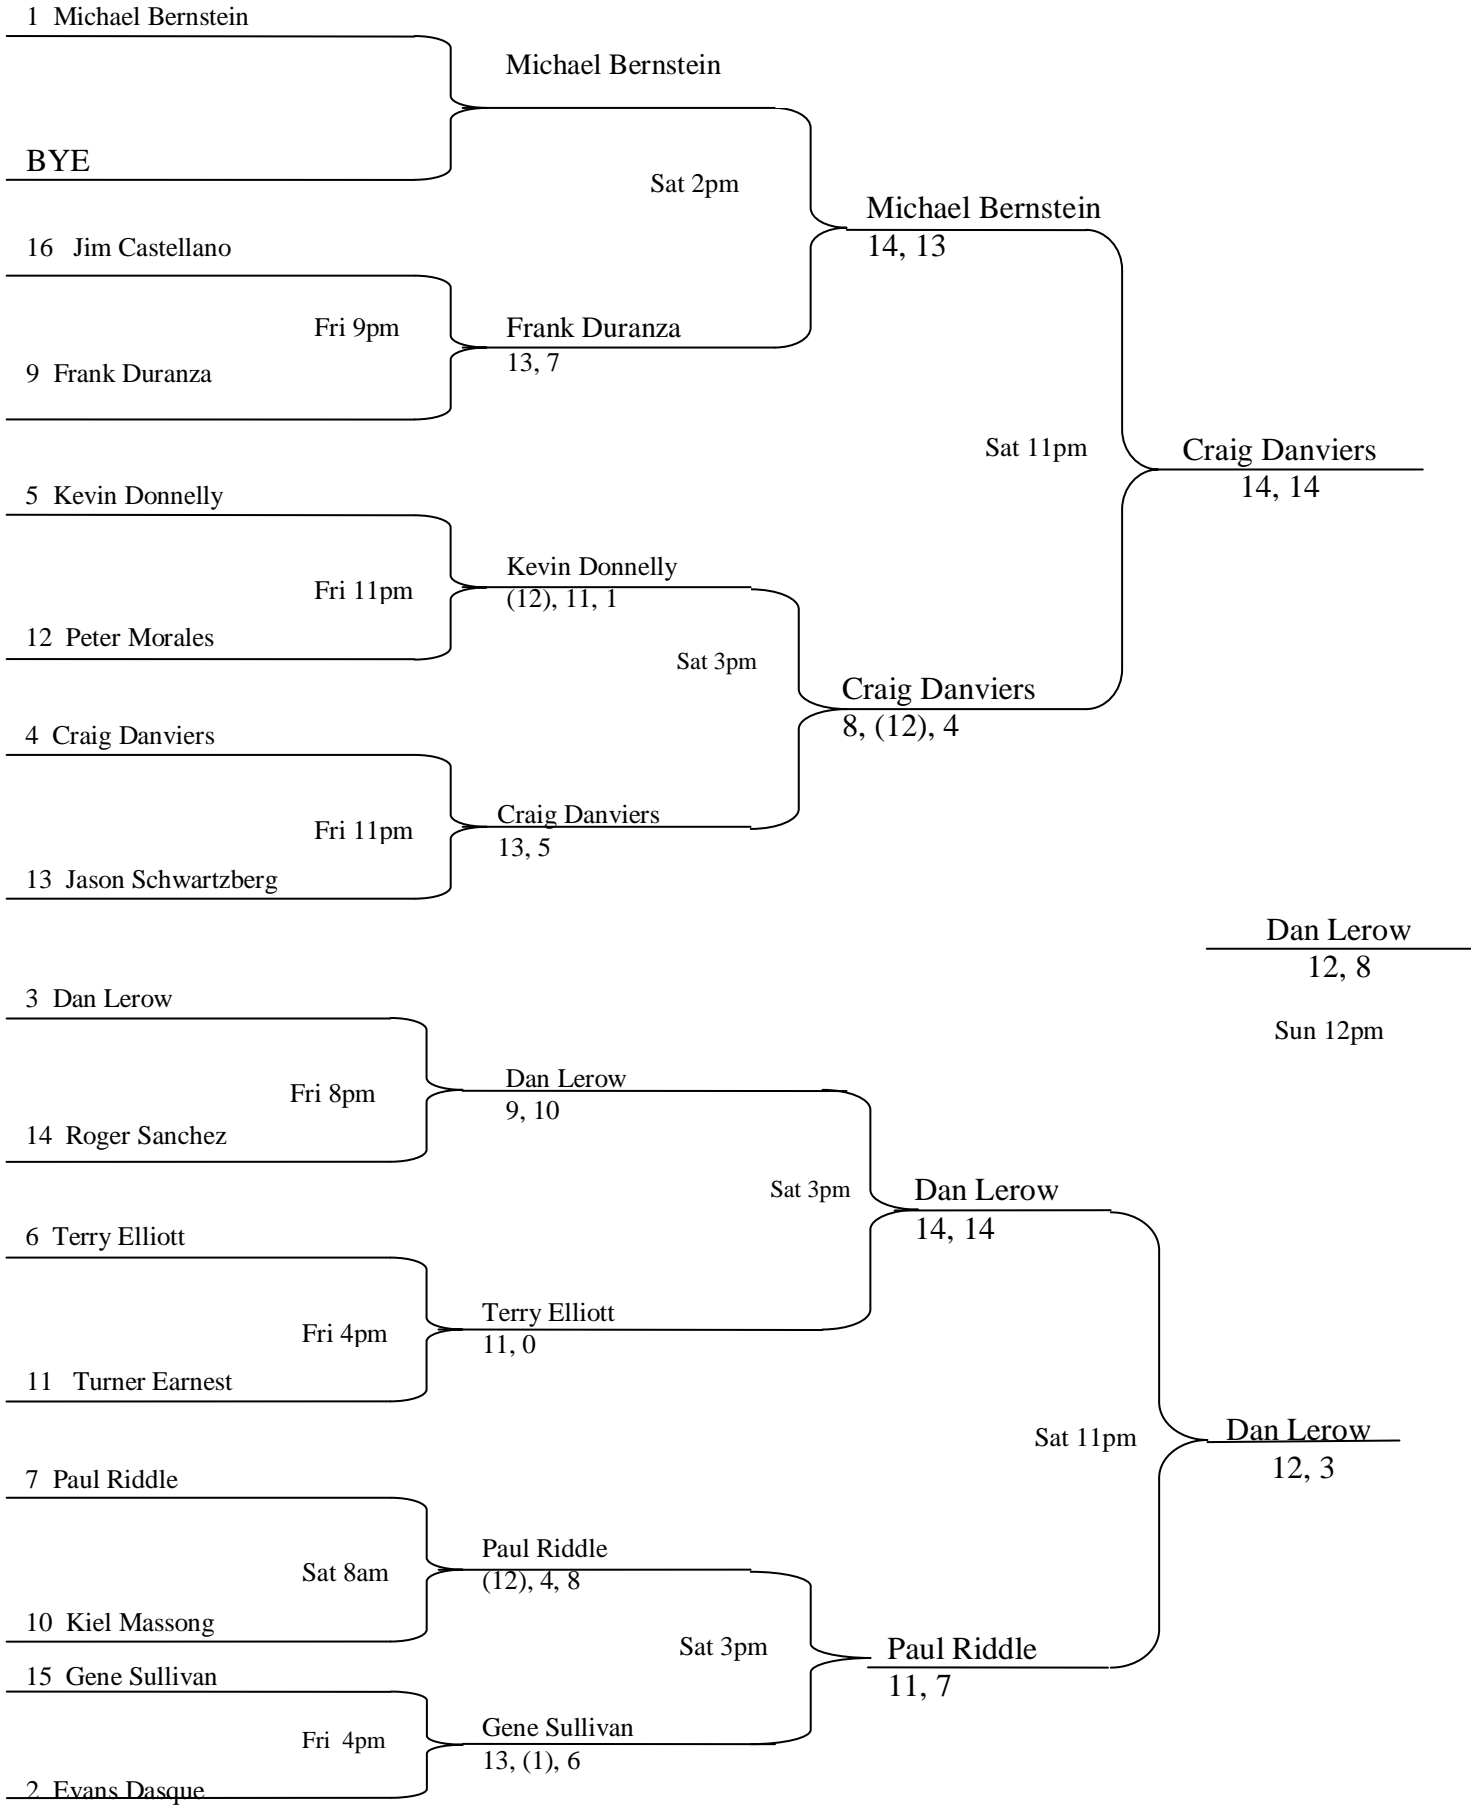 1 Michael Bernstein
Michael Bernstein
BYE
Sat 2pm
Michael Bernstein
14, 13
16 Jim Castellano
Fri 9pm
Frank Duranza
13, 7
9 Frank Duranza
Sat 11pm
Craig Danviers
14, 14
5 Kevin Donnelly
Kevin Donnelly
(12), 11, 1
Fri 11pm
12 Peter Morales
Sat 3pm
Craig Danviers
8, (12), 4
4 Craig Danviers
Craig Danviers
13, 5
Fri 11pm
13 Jason Schwartzberg
Dan Lerow
12, 8
Sun 12pm
3 Dan Lerow
Dan Lerow
9, 10
Fri 8pm
14 Roger Sanchez
Sat 3pm
Dan Lerow
14, 14
6 Terry Elliott
Terry Elliott
11, 0
Fri 4pm
11 Turner Earnest
Sat 11pm
Dan Lerow
12, 3
7 Paul Riddle
Paul Riddle
(12), 4, 8
Sat 8am
10 Kiel Massong
Sat 3pm
Paul Riddle
11, 7
15 Gene Sullivan
Gene Sullivan
13, (1), 6
Fri 4pm
2 Evans Dasque